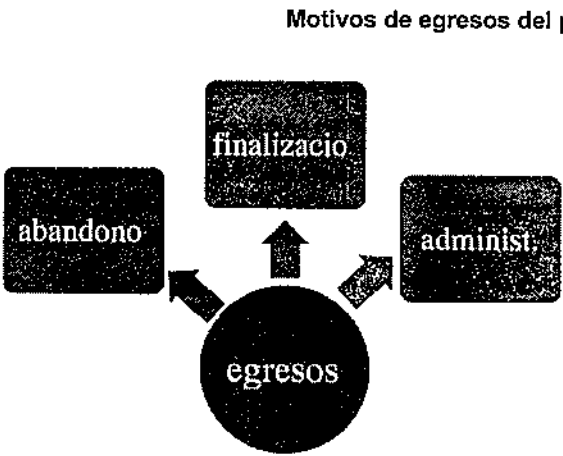 Motivos de egresos del p
finalizacio
abandono
administ.
egresos